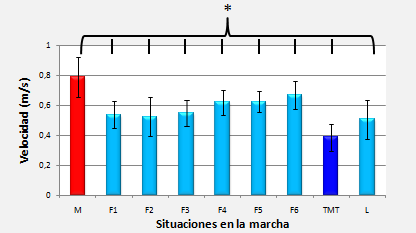 *
1
0,8
0,6
0,4
0,2
0
Velocidad (m/s)
M F1 F2 F3 F4 F5 F6 TMT L
Situaciones en la marcha